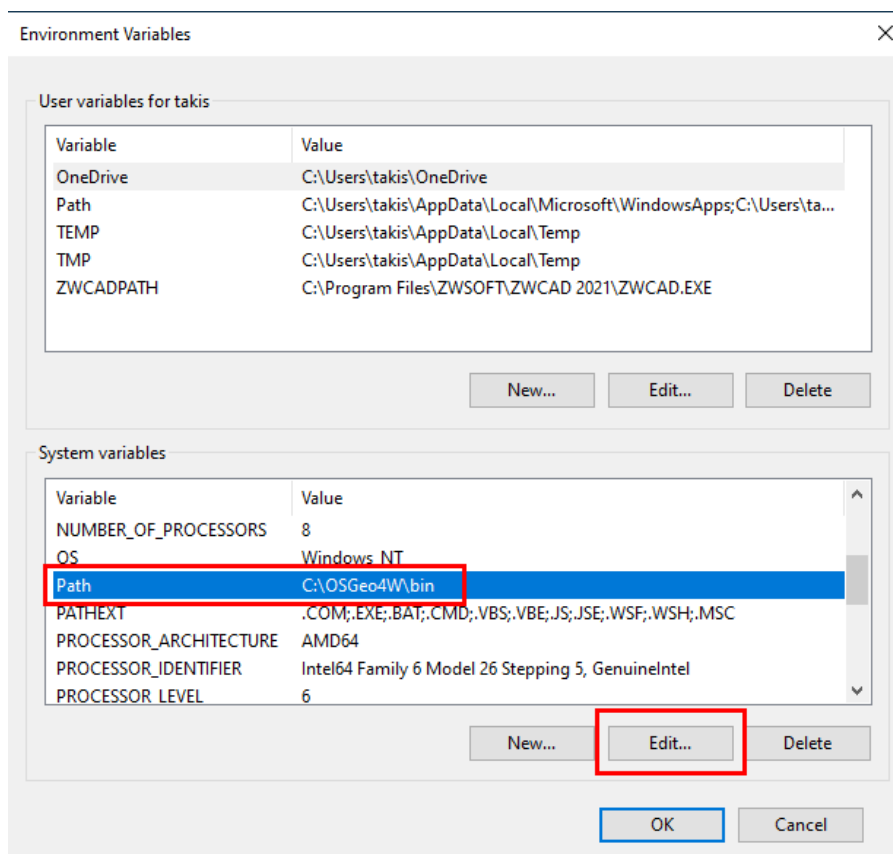 Environment Variables
User variables for takis
Variable Value
OneDrive C:\Users\takis\OneDrive
Path C:\Users\takis\AppData\Local\Microsoft\WindowsApps;C:\Users\ta...
TEMP C:\Users\takis\AppData\Local\Temp
TMP C:\Users\takis\AppData\Local\Temp
ZWCADPATH C:\Program Files\ZWSOFT\ZWCAD 2021\ZWCAD.EXE
New... Edit... Delete
System variables
Variable Value
NUMBER_OF_PROCESSORS 8
OS Windows_NT
Path C:\OSGeo4W\bin
PATHEXT .COM;.EXE;.BAT;.CMD;.VBS;.VBE;.JS;.JSE;.WSF;.WSH;.MSC
PROCESSOR_ARCHITECTURE AMD64
PROCESSOR_IDENTIFIER Intel64 Family 6 Model 26 Stepping 5, GenuineIntel
PROCESSOR_LEVEL 6
New... Edit... Delete
OK Cancel